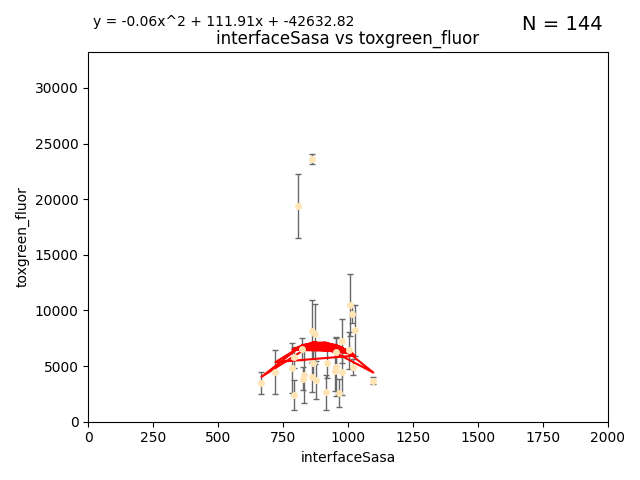 y = -0.06x^2 + 111.91x + -42632.82
N = 144
interfaceSasa vs toxgreen_fluor
30000
25000
20000
15000
10000
5000
0
toxgreen_fluor
0 250 500 750 1000 1250 1500 1750 2000
interfaceSasa